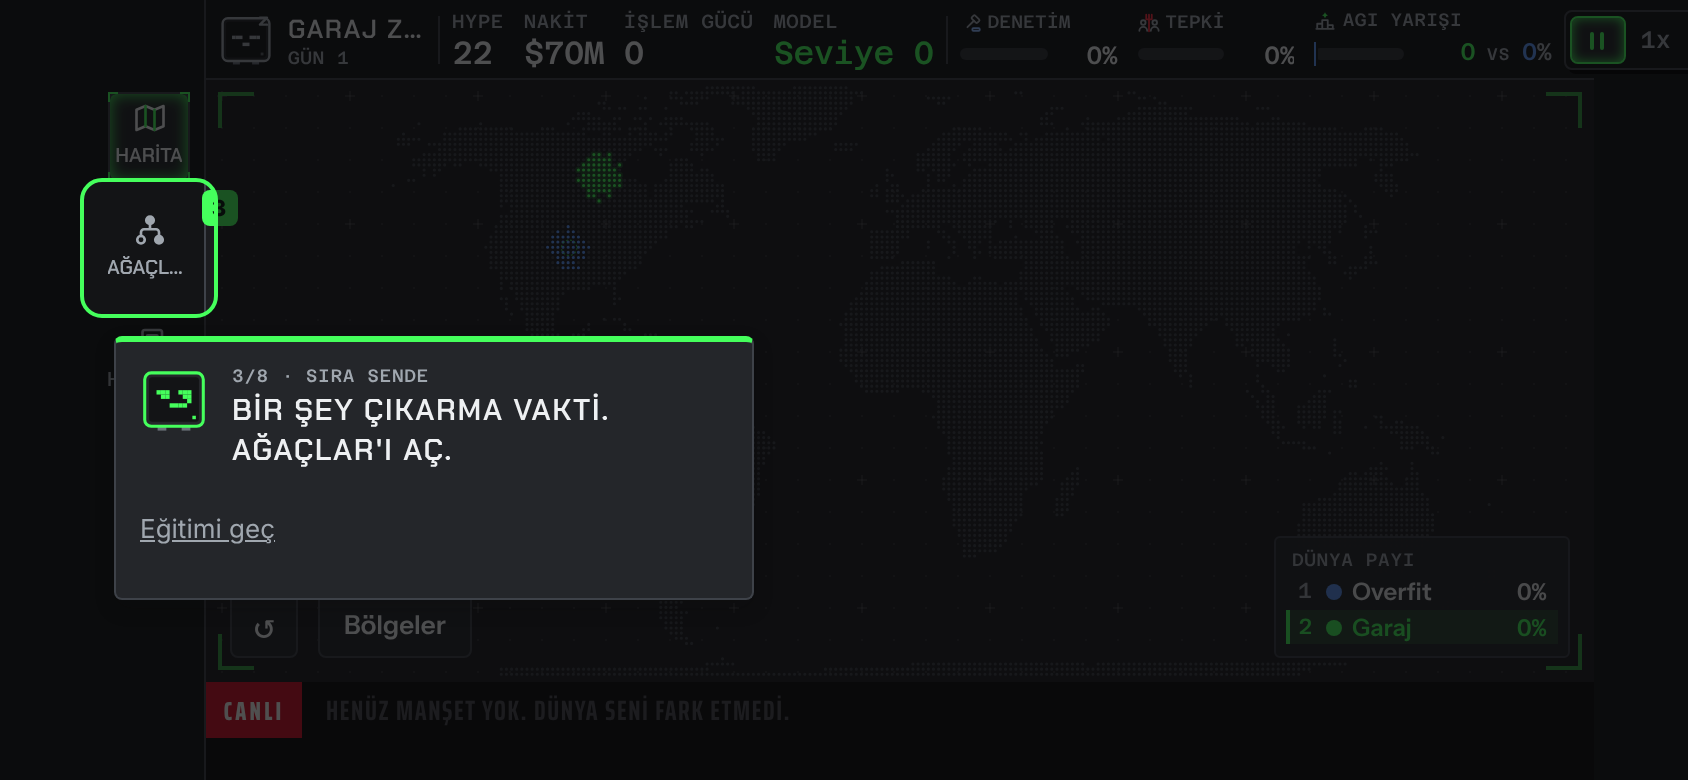 GARAJ Z...
GÜN 1
HYPE
22
NAKİT
$70M
İŞLEM GÜCÜ
0
MODEL
Seviye 0
DENETİM
0%
TEPKİ
0%
AGI YARIŞI
0 vs 0%
1x
HARİTA
3
AĞAÇL...
3/8 · SIRA SENDE
BİR ŞEY ÇIKARMA VAKTİ.
AĞAÇLAR'I AÇ.
Eğitimi geç
Bölgeler
DÜNYA PAYI
1 Overfit 0%
2 Garaj 0%
CANLI
HENÜZ MANŞET YOK. DÜNYA SENİ FARK ETMEDİ.